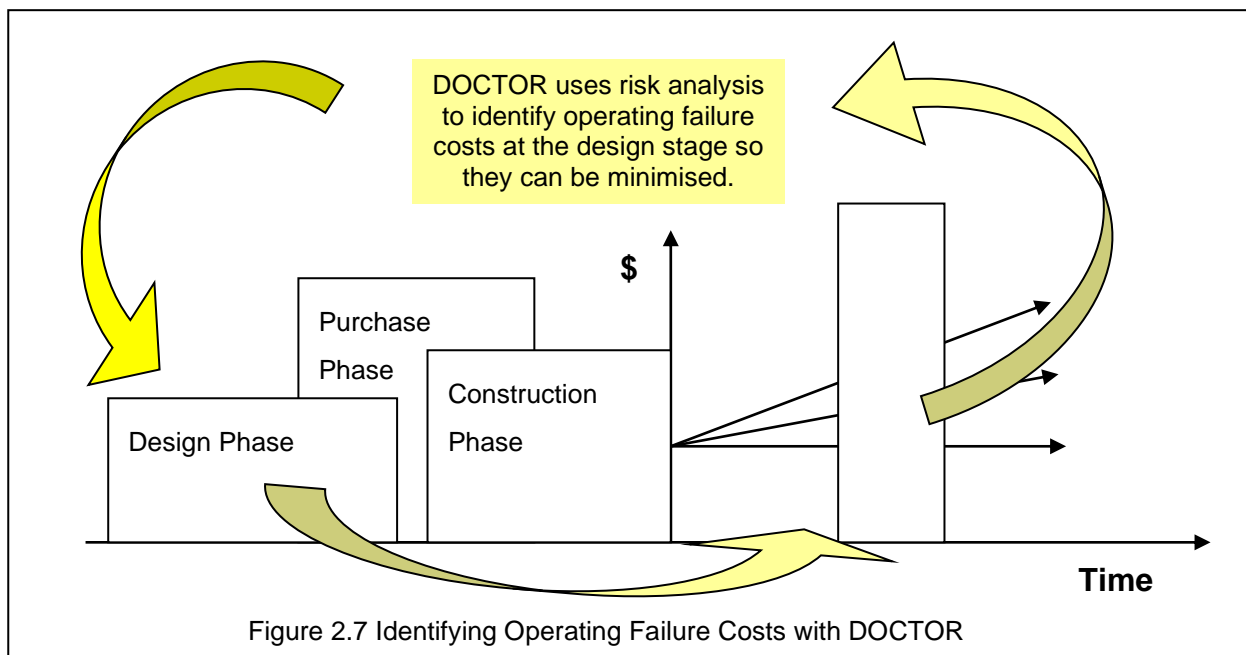 DOCTOR uses risk analysis
to identify operating failure
costs at the design stage so
they can be minimised.
$
Purchase
Phase
Construction
Phase
Design Phase
Time
Figure 2.7 Identifying Operating Failure Costs with DOCTOR